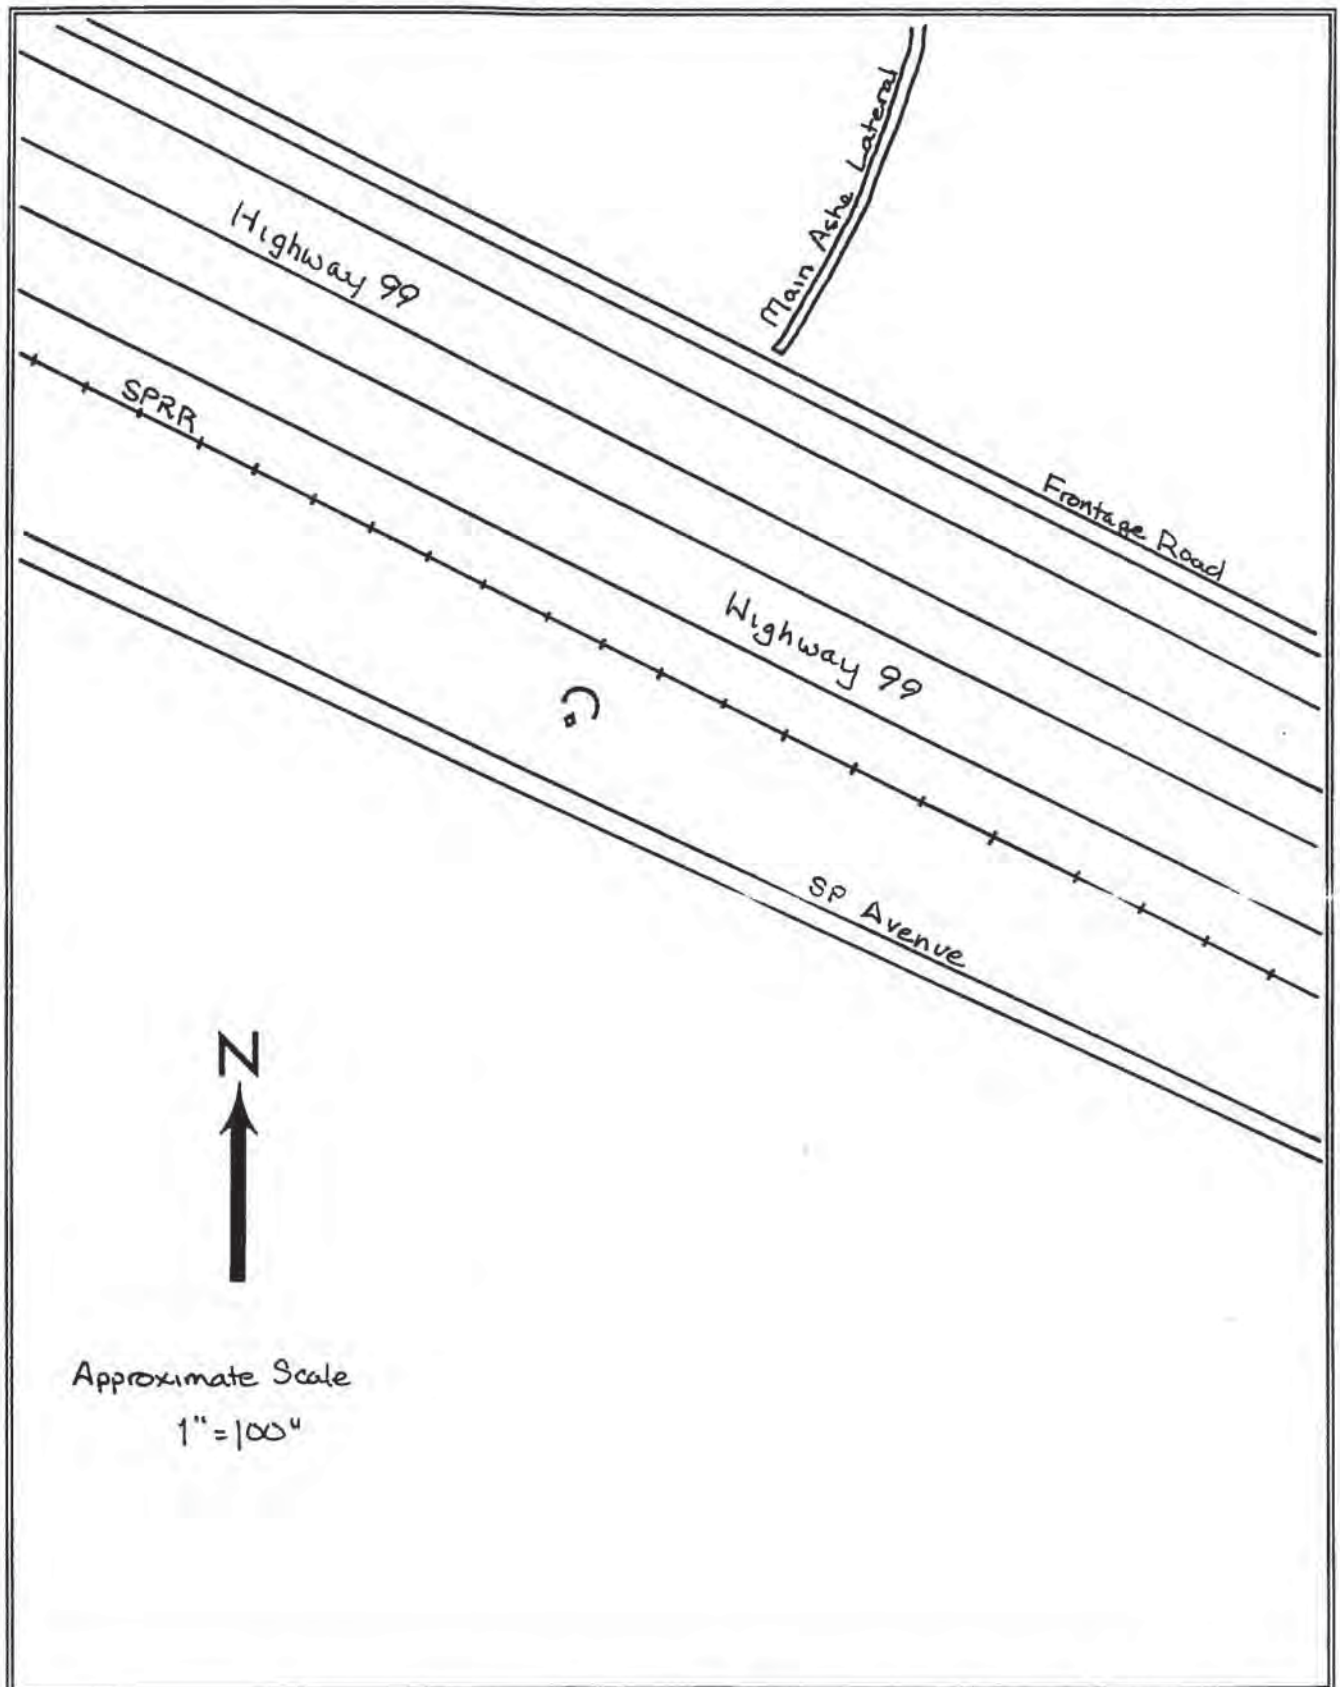 Main Ashe Lateral
Highway 99
SPRR
Frontage Road
Highway 99
SP Avenue
N
Approximate Scale
1"=100"